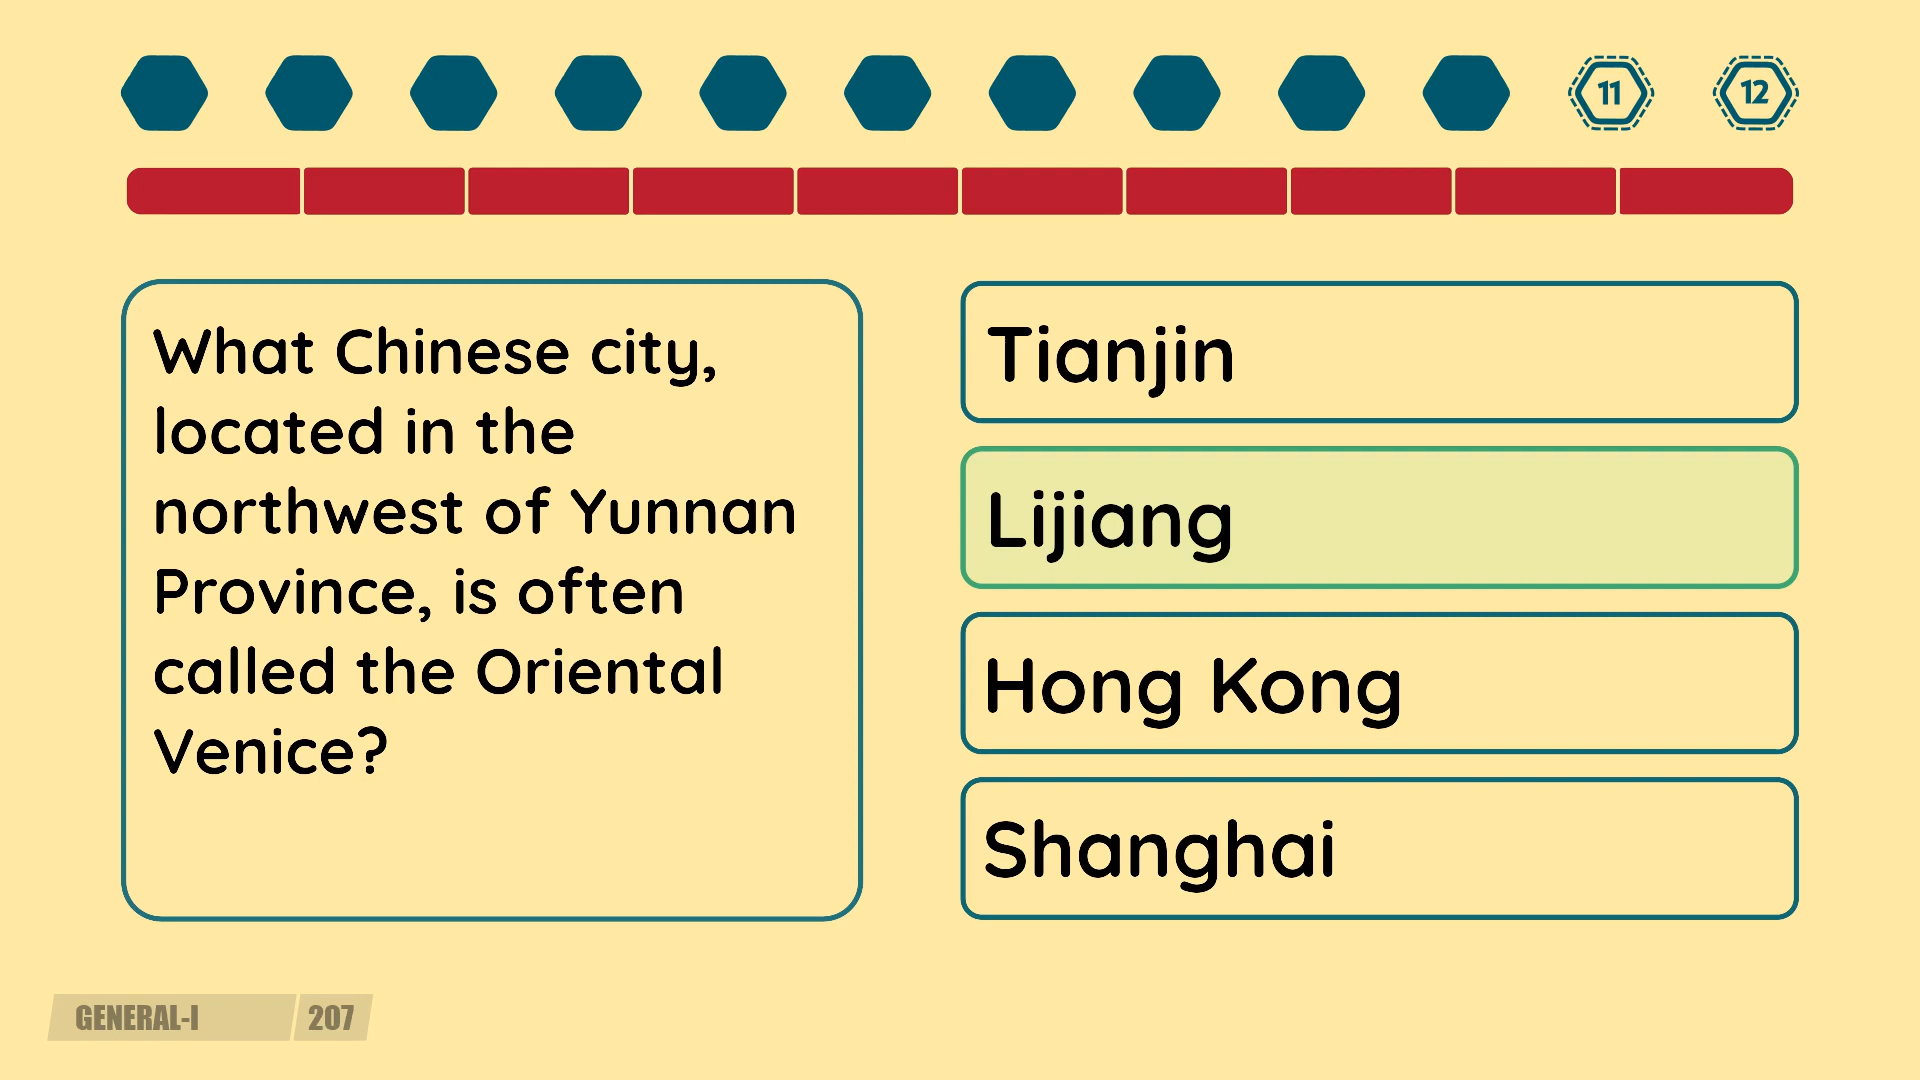 11
12
What Chinese city,
located in the
northwest of Yunnan
Province, is often
called the Oriental
Venice?
Tianjin
Lijiang
Hong Kong
Shanghai
GENERAL-I 207